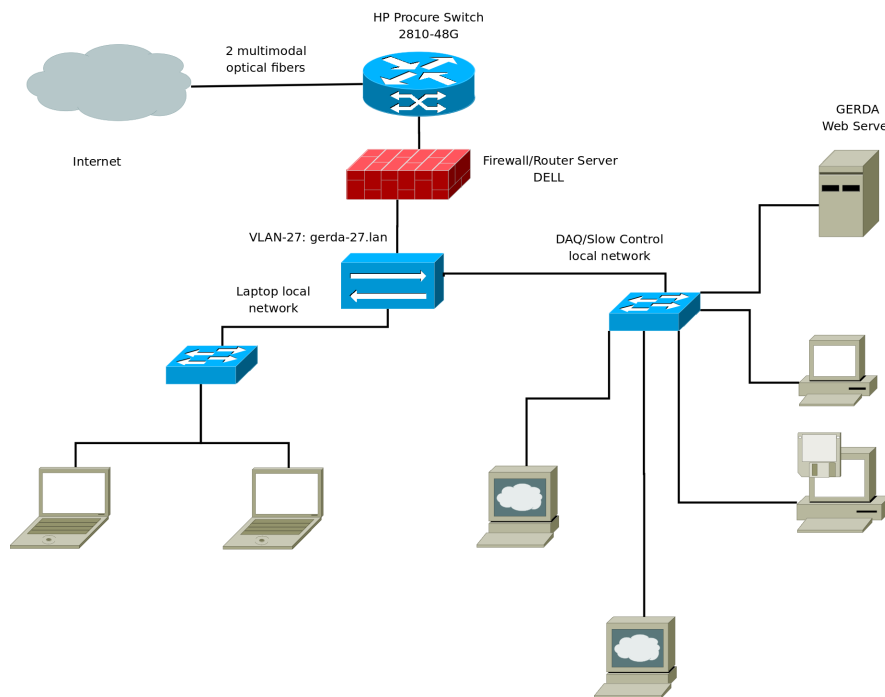 HP Procure Switch
2810-48G
2 multimodal
optical fibers
Internet
GERDA
Web Serve
Firewall/Router Server
DELL
VLAN-27: gerda-27.lan
DAQ/Slow Control
local network
Laptop local
network